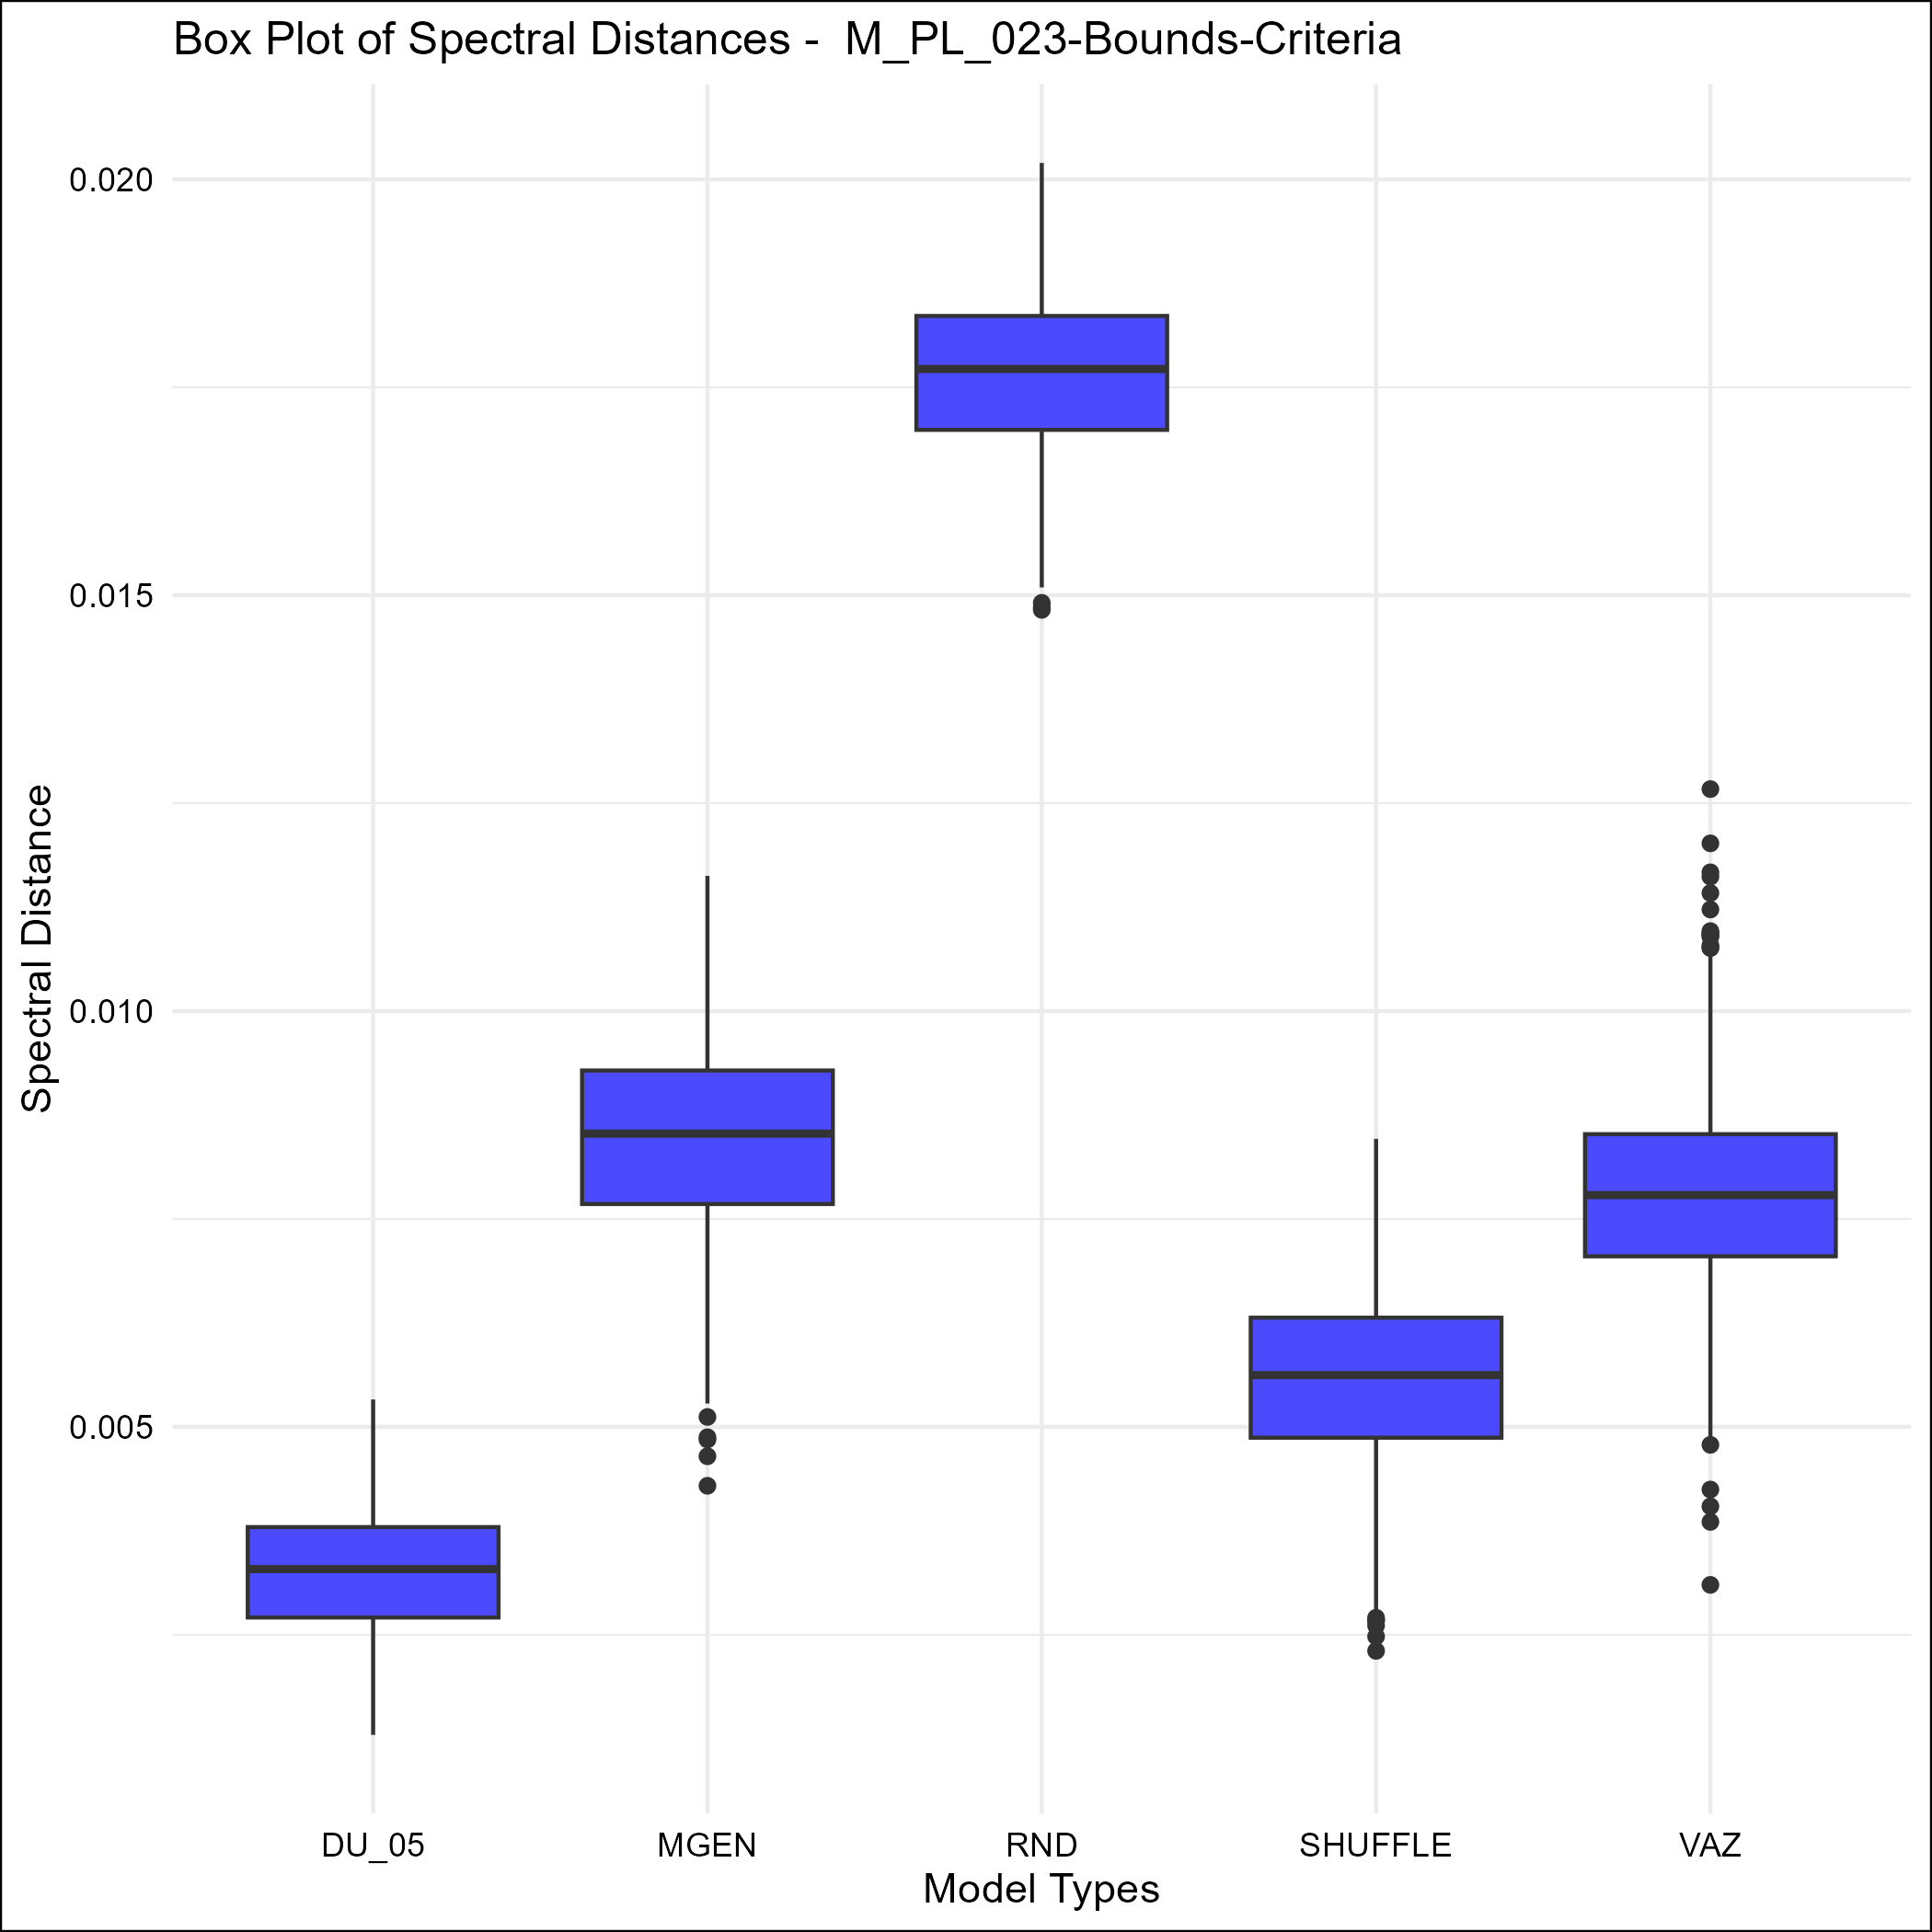 Box Plot of Spectral Distances -  M_PL_023-Bounds-Criteria
Spectral Distance
0.020
0.015
0.010
0.005
DU_05
MGEN
RND
SHUFFLE
VAZ
Model Types